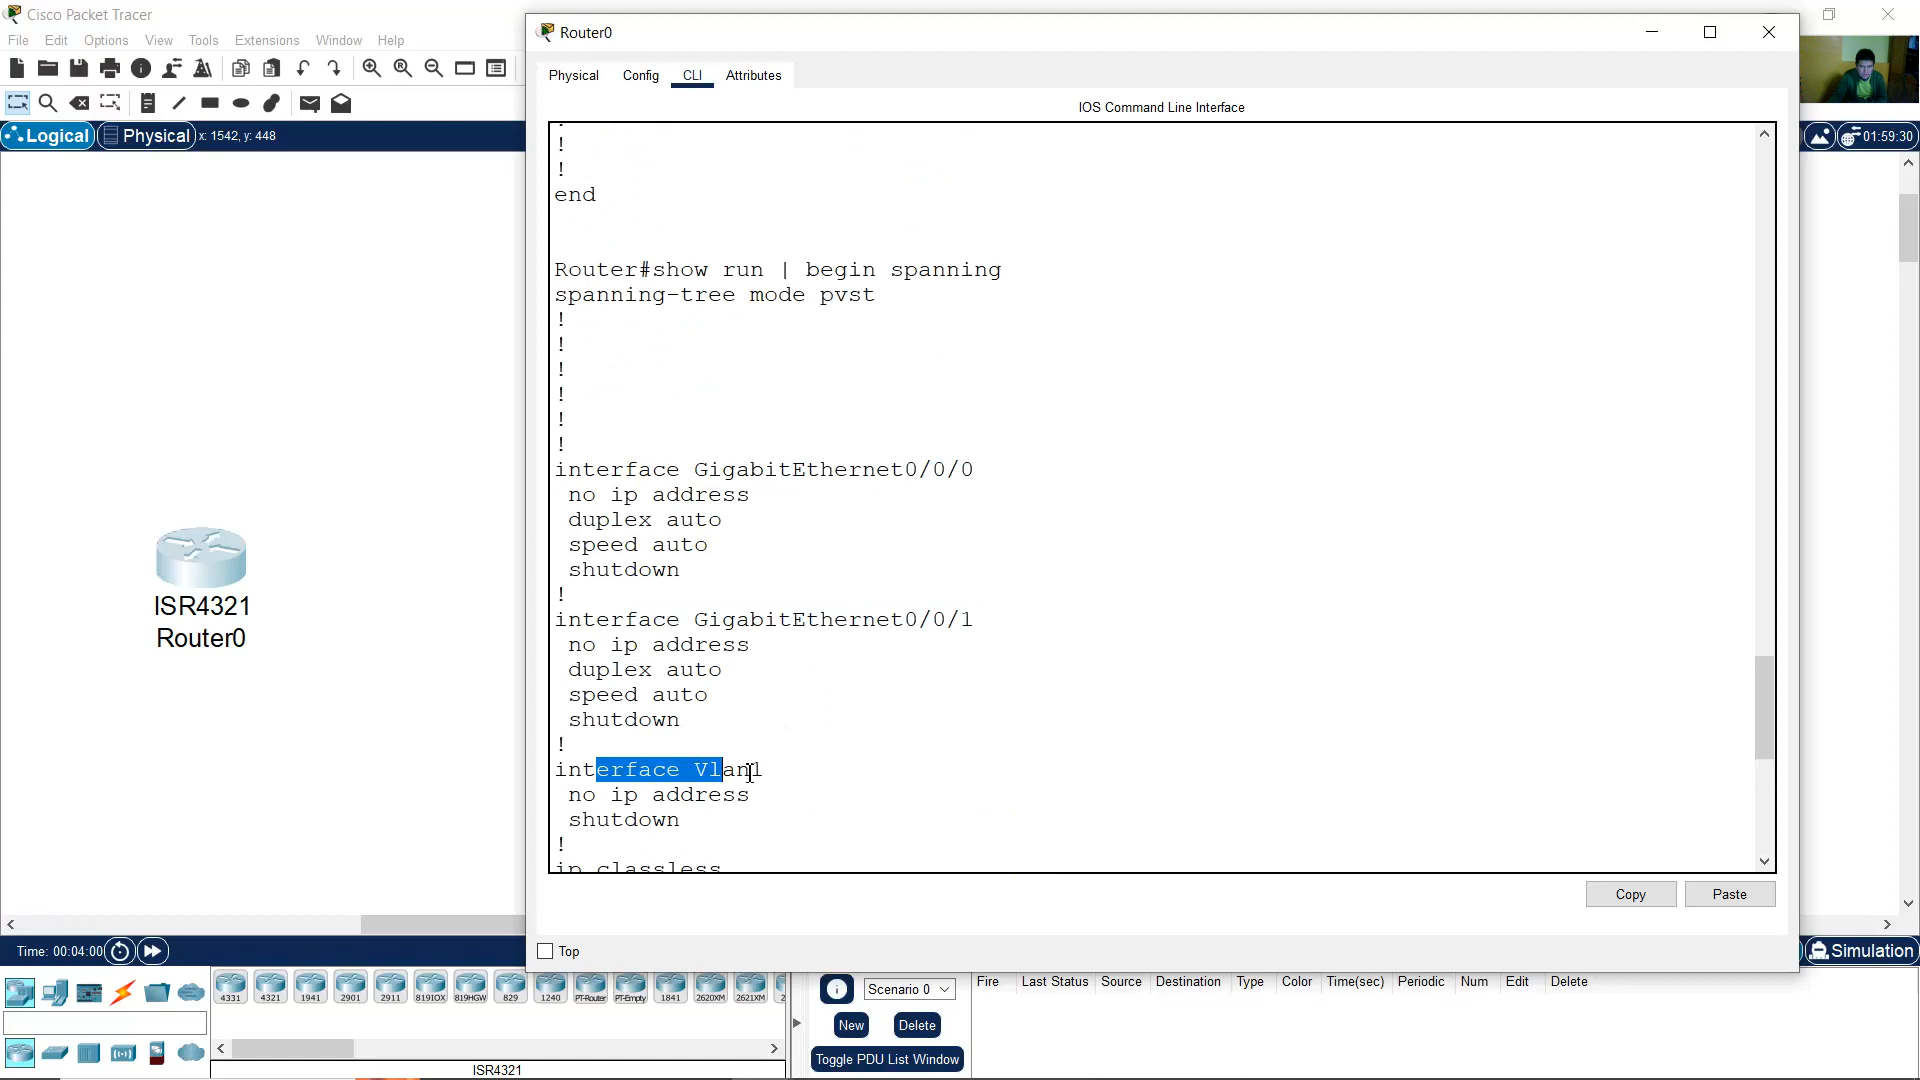 Cisco Packet Tracer
File Edit Options View Tools Extensions Window Help
Logical Physical x: 1542, y: 448
ISR4321
Router0
Router0
Physical Config CLI Attributes
IOS Command Line Interface
!
!
end
Router#show run | begin spanning
spanning-tree mode pvst
!
!
!
!
!
!
interface GigabitEthernet0/0/0
no ip address
duplex auto
speed auto
shutdown
!
interface GigabitEthernet0/0/1
no ip address
duplex auto
speed auto
shutdown
!
interface Vlan1
no ip address
shutdown
!
ip classless
Copy Paste
Top
01:59:30
Time: 00:04:00
Simulation
4331 4321 1941 2901 2911 819IOX 819HGW 829 1240 PT-Router PT-Empty 1841 2620XM 2621XM
ISR4321
Scenario 0
New Delete
Toggle PDU List Window
Fire Last Status Source Destination Type Color Time(sec) Periodic Num Edit Delete